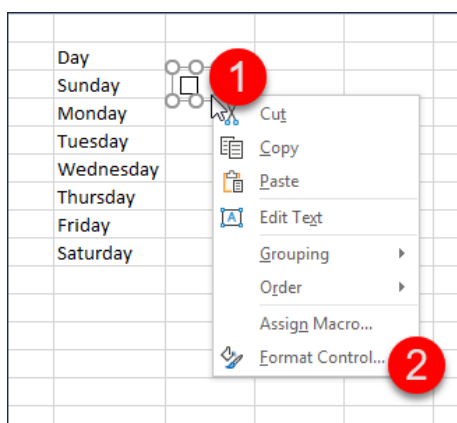 Day
Sunday
1
Monday
Cut
Tuesday
Copy
Wednesday
Paste
Thursday
Edit Text
Friday
Saturday
Grouping
Order
Assign Macro...
Format Control...
2